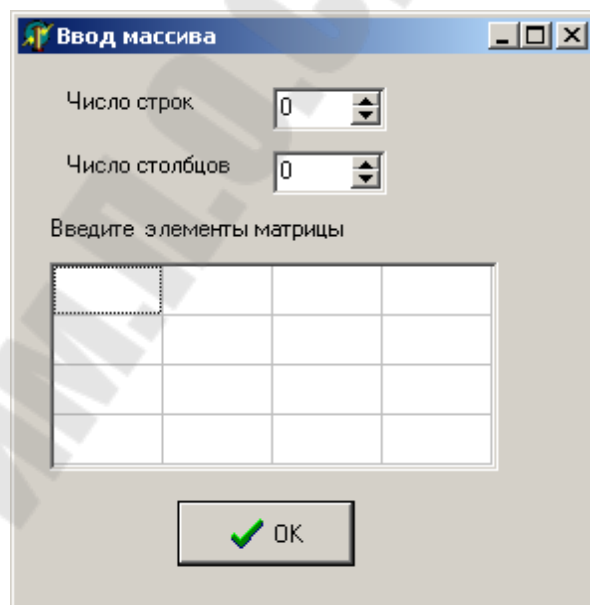 Ввод массива
Число строк 0
Число столбцов 0
Введите элементы матрицы
OK